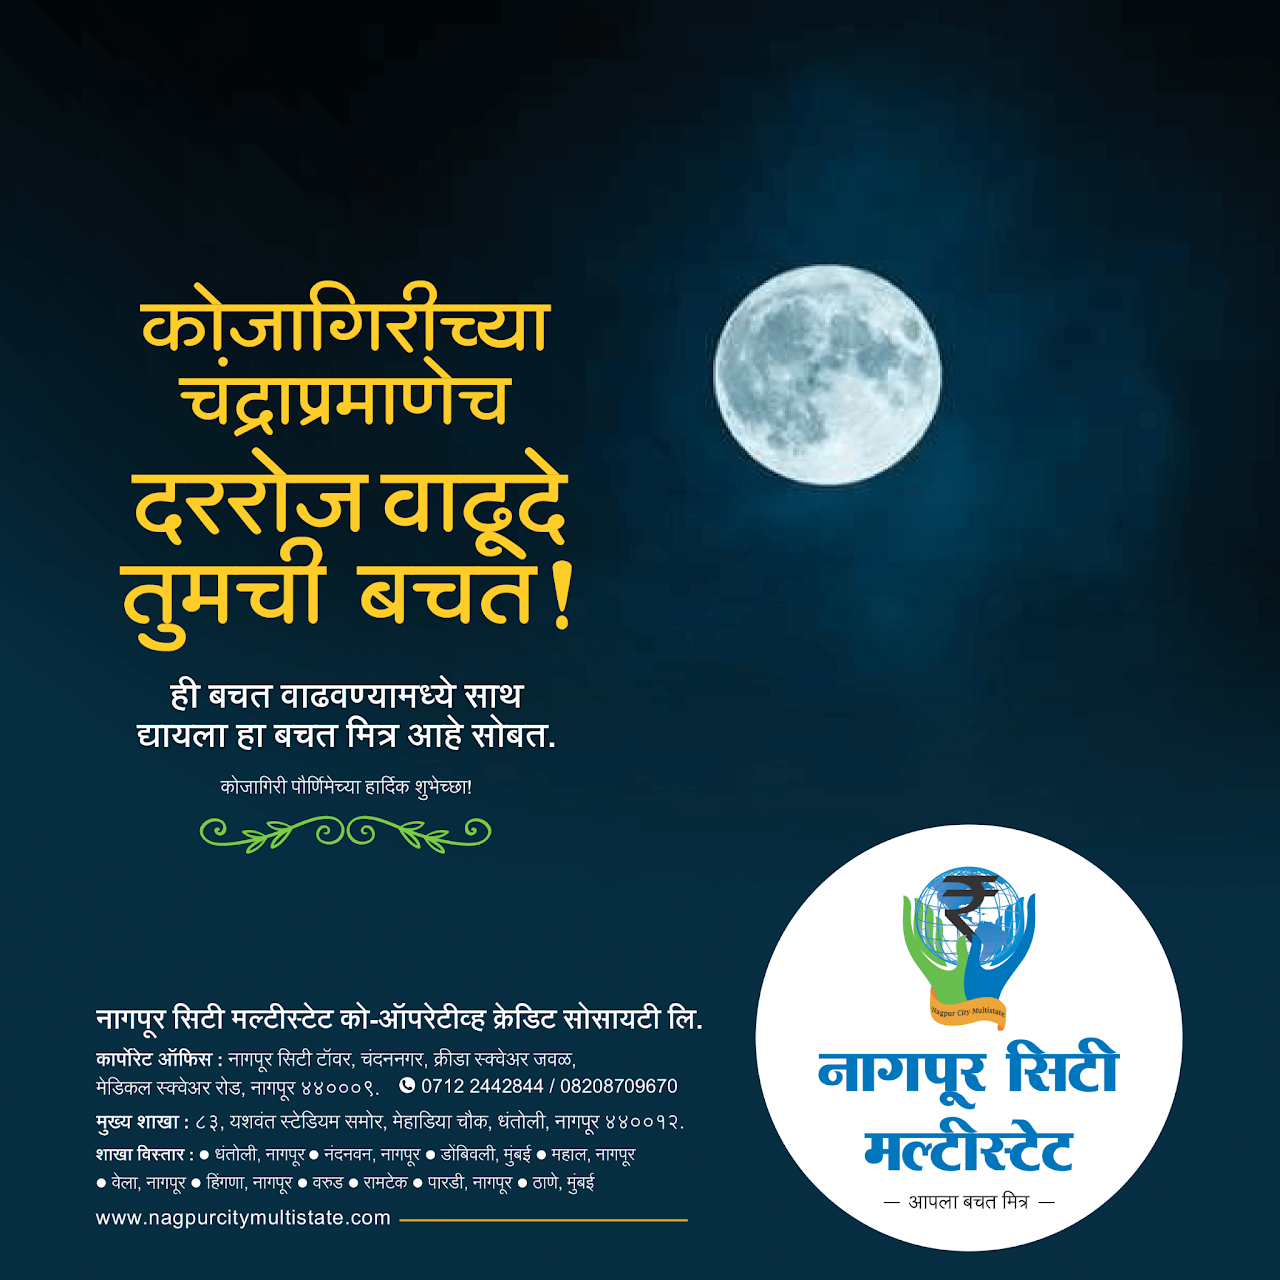 कोजागिरीच्या
चंद्राप्रमाणेच
दररोज वाढूदे
तुमची बचत!
ही बचत वाढवण्यामध्ये साथ
द्यायला हा बचत मित्र आहे सोबत.
कोजागिरी पौर्णिमेच्या हार्दिक शुभेच्छा!
नागपूर सिटी मल्टीस्टेट को-ऑपरेटीव्ह क्रेडिट सोसायटी लि.
कार्पोरेट ऑफिस : नागपूर सिटी टॉवर, चंदननगर, क्रीडा स्क्वेअर जवळ,
मेडिकल स्क्वेअर रोड, नागपूर ४४०००९. 0712 2442844 / 08208709670
मुख्य शाखा : ८३, यशवंत स्टेडियम समोर, मेहाडिया चौक, धंतोली, नागपूर ४४००१२.
शाखा विस्तार : ● धंतोली, नागपूर ● नंदनवन, नागपूर ● डोंबिवली, मुंबई ● महाल, नागपूर
● वेला, नागपूर ● हिंगणा, नागपूर ● वरुड ● रामटेक ● पारडी, नागपूर ● ठाणे, मुंबई
www.nagpurcitymultistate.com
₹
Nagpur City Multistate
नागपूर सिटी
मल्टीस्टेट
— आपला बचत मित्र —